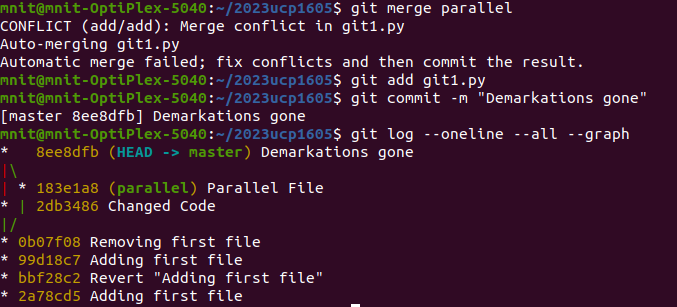 mnit@mnit-OptiPlex-5040:~/2023ucp1605$ git merge parallel
CONFLICT (add/add): Merge conflict in git1.py
Auto-merging git1.py
Automatic merge failed; fix conflicts and then commit the result.
mnit@mnit-OptiPlex-5040:~/2023ucp1605$ git add git1.py
mnit@mnit-OptiPlex-5040:~/2023ucp1605$ git commit -m "Demarkations gone"
[master 8ee8dfb] Demarkations gone
mnit@mnit-OptiPlex-5040:~/2023ucp1605$ git log --oneline --all --graph
*   8ee8dfb (HEAD -> master) Demarkations gone
|\
| * 183e1a8 (parallel) Parallel File
* | 2db3486 Changed Code
|/
* 0b07f08 Removing first file
* 99d18c7 Adding first file
* bbf28c2 Revert "Adding first file"
* 2a78cd5 Adding first file